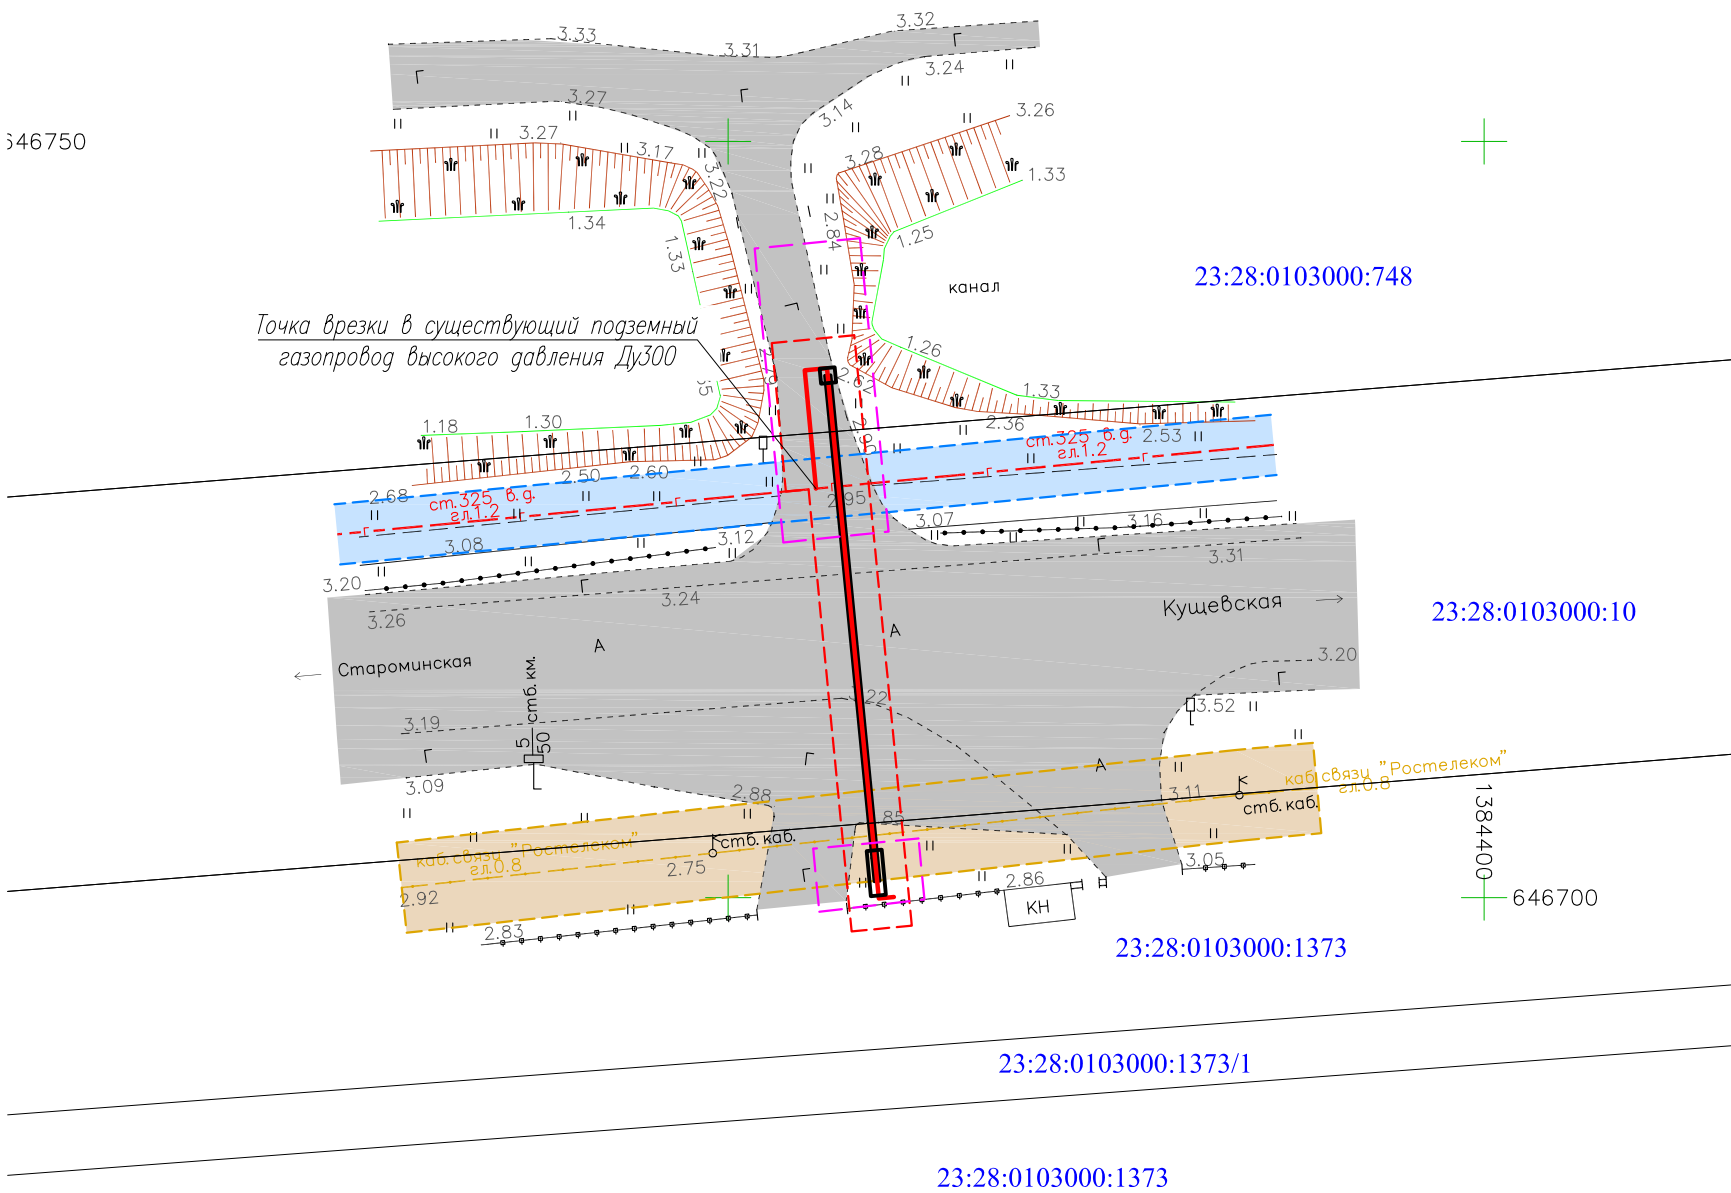 3.32
3.33
3.31
Г
3.24
Г
3.27
Г
3.26
3.14
646750
3.27
3.17
3.28
3.22
1.33
1.34
2.84
1.25
1.33
23:28:0103000:748
канал
Г
Точка врезки в существующий подземный
газопровод высокого давления Ду300
1.26
2.62
1.33
1.18
1.30
2.36
2.53
ст.325 в.д.
гл.1.2
2.50
2.60
2.68
ст.325 в.д.
гл.1.2
2.95
3.07
3.16
3.12
3.08
Г
3.31
3.20
Г
3.24
3.26
Кущевская
23:28:0103000:10
А
А
Староминская
3.20
Г
стб. км.
3.22
3.52
3.19
5
50
Г
Г
А
3.09
2.88
каб. связи "Ростелеком"
гл.0.8
3.11
К
стб. каб.
1384400
85
К
стб. каб.
каб. связи "Ростелеком"
гл.0.8
2.75
3.05
Г
2.86
2.92
КН
646700
2.83
23:28:0103000:1373
23:28:0103000:1373/1
23:28:0103000:1373